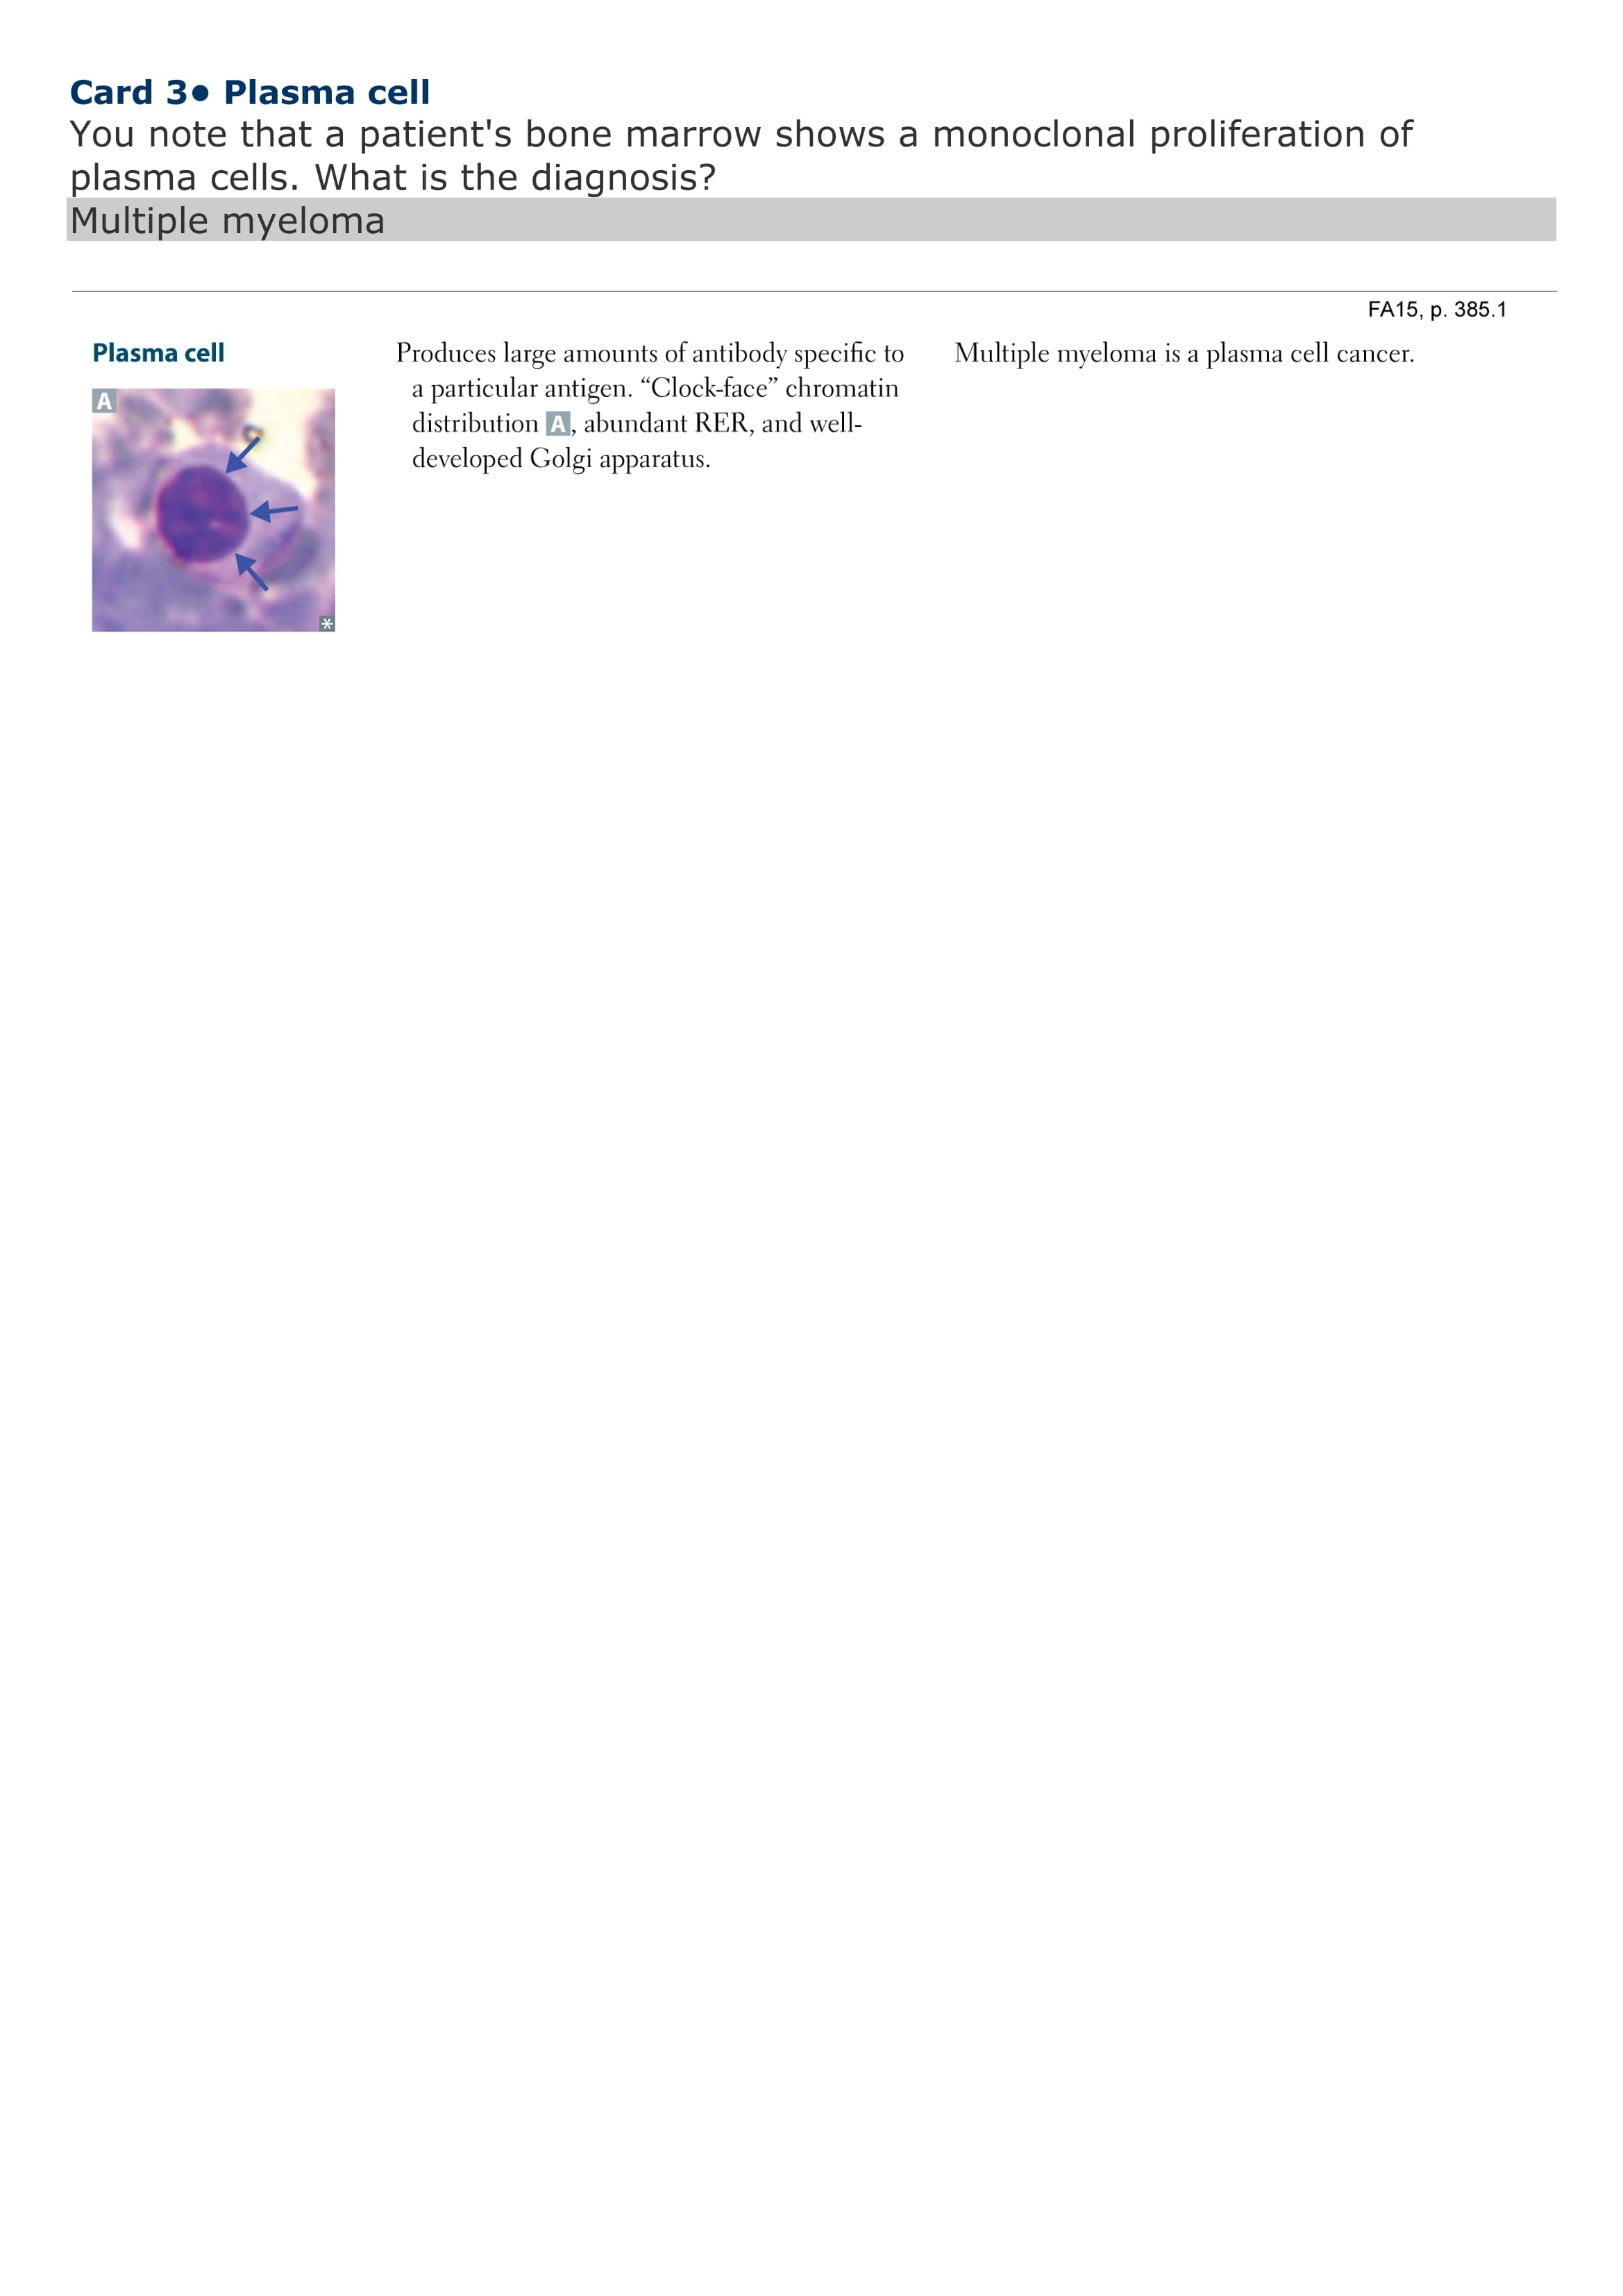 Card 3● Plasma cell
You note that a patient's bone marrow shows a monoclonal proliferation of
plasma cells. What is the diagnosis?
Multiple myeloma
FA15, p. 385.1
Plasma cell
A
*
Produces large amounts of antibody specific to
a particular antigen. “Clock-face” chromatin
distribution A, abundant RER, and well-
developed Golgi apparatus.
Multiple myeloma is a plasma cell cancer.